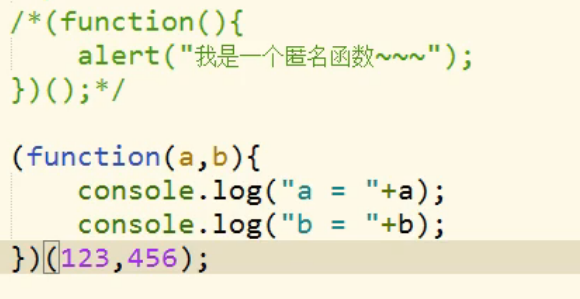 /*(function(){
    alert("我是一个匿名函数~~~");
})();*/
(function(a,b){
    console.log("a = "+a);
    console.log("b = "+b);
})(123,456);